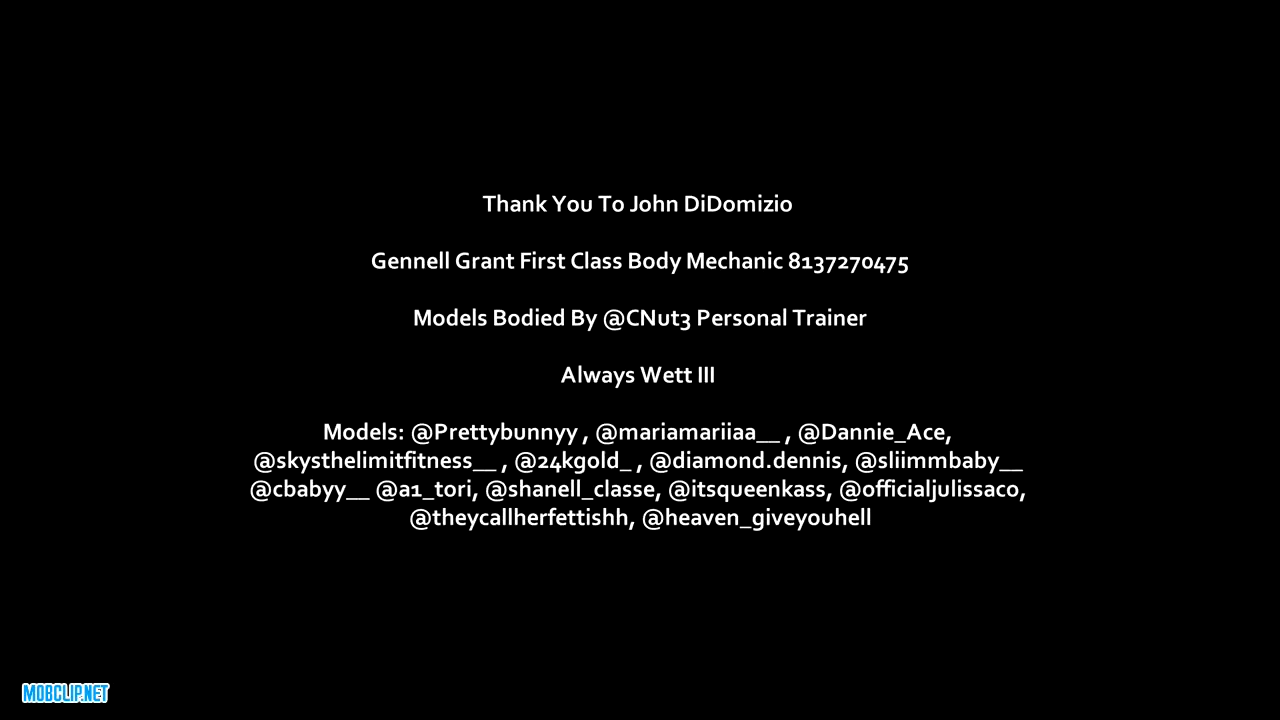 Thank You To John DiDomizio
Gennell Grant First Class Body Mechanic 8137270475
Models Bodied By @CNut3 Personal Trainer
Always Wett III
Models: @Prettybunnyy , @mariamariiaa__ , @Dannie_Ace,
@skysthelimitfitness__ , @24kgold_ , @diamond.dennis, @sliimmbaby__
@cbabyy__ @a1_tori, @shanell_classe, @itsqueenkass, @officialjulissaco,
@theycallherfettishh, @heaven_giveyouhell
MOBCLIP.NET